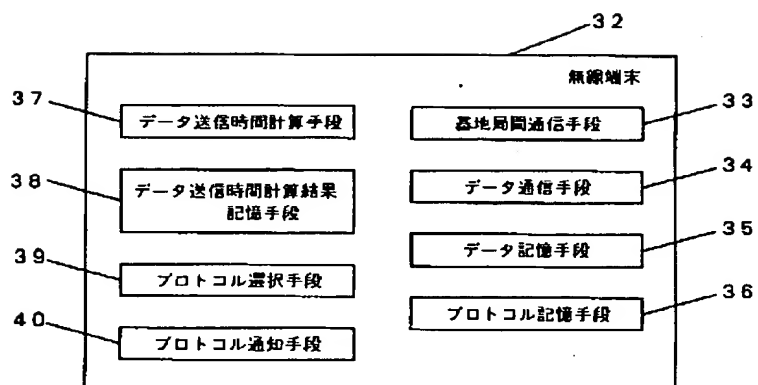 32
無線端末
37
データ送信時間計算手段
38
データ送信時間計算結果
記憶手段
39
プロトコル選択手段
40
プロトコル通知手段
33
基地局間通信手段
34
データ通信手段
35
データ記憶手段
36
プロトコル記憶手段